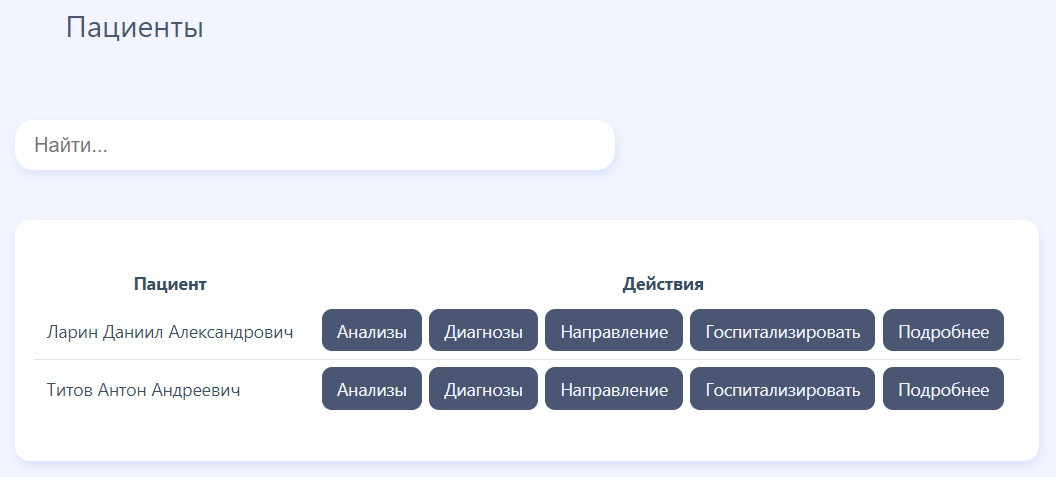 Пациенты
Найти...
Пациент Действия
Ларин Даниил Александрович Анализы Диагнозы Направление Госпитализировать Подробнее
Титов Антон Андреевич Анализы Диагнозы Направление Госпитализировать Подробнее